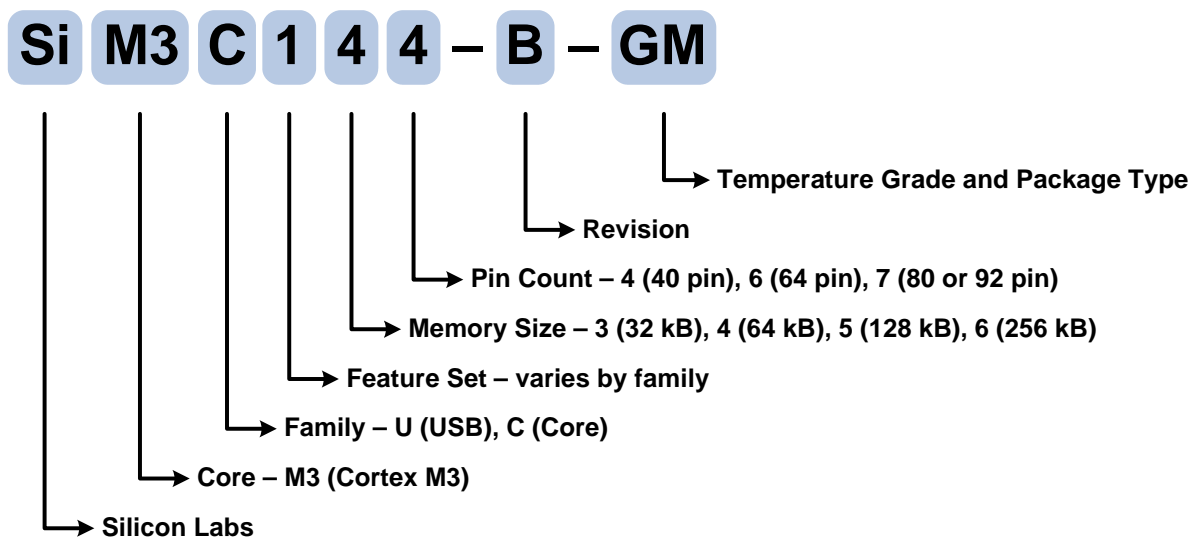 Si M3 C 1 4 4 – B – GM
Temperature Grade and Package Type
Revision
Pin Count – 4 (40 pin), 6 (64 pin), 7 (80 or 92 pin)
Memory Size – 3 (32 kB), 4 (64 kB), 5 (128 kB), 6 (256 kB)
Feature Set – varies by family
Family – U (USB), C (Core)
Core – M3 (Cortex M3)
Silicon Labs